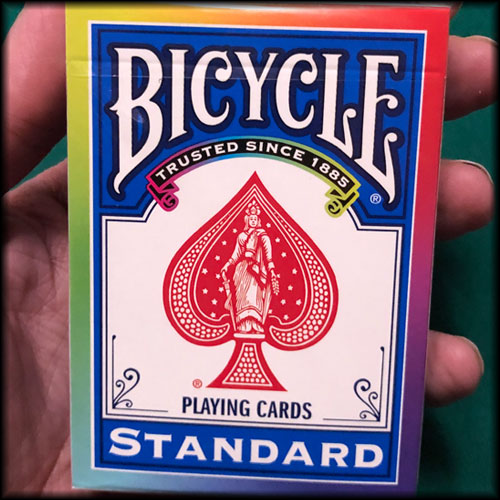 BICYCLE
®
TRUSTED SINCE 1885
®
PLAYING CARDS
STANDARD